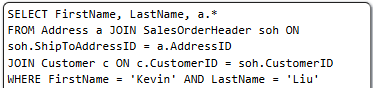 SELECT FirstName, LastName, a.*
FROM Address a JOIN SalesOrderHeader soh ON
soh.ShipToAddressID = a.AddressID
JOIN Customer c ON c.CustomerID = soh.CustomerID
WHERE FirstName = 'Kevin' AND LastName = 'Liu'